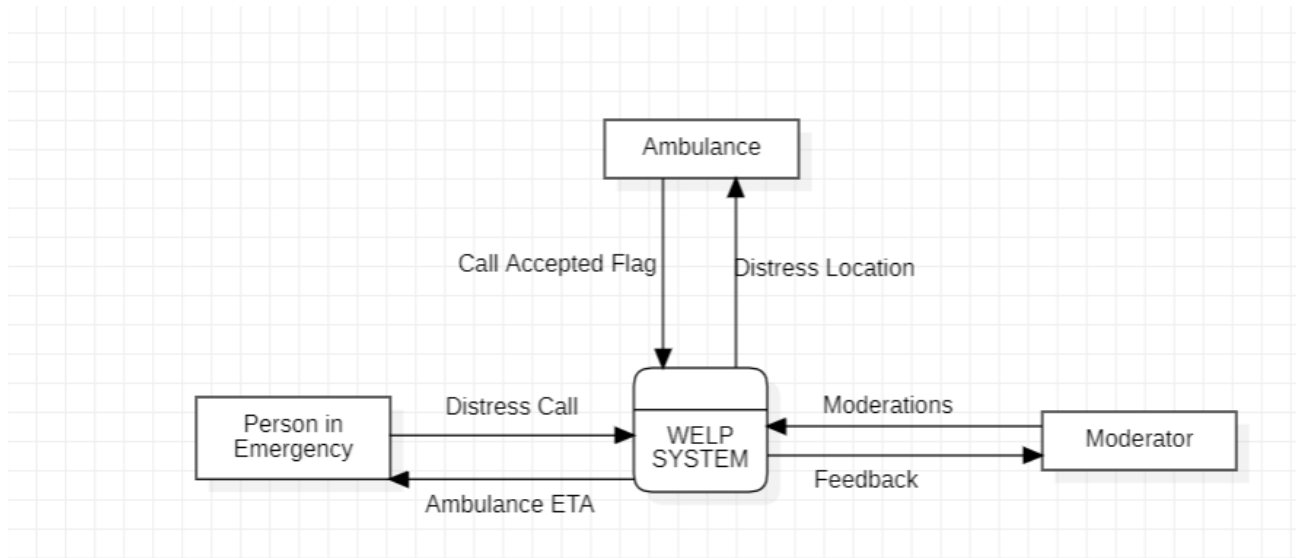 Ambulance
Call Accepted Flag
Distress Location
Person in
Emergency
Distress Call
Ambulance ETA
WELP
SYSTEM
Moderations
Feedback
Moderator